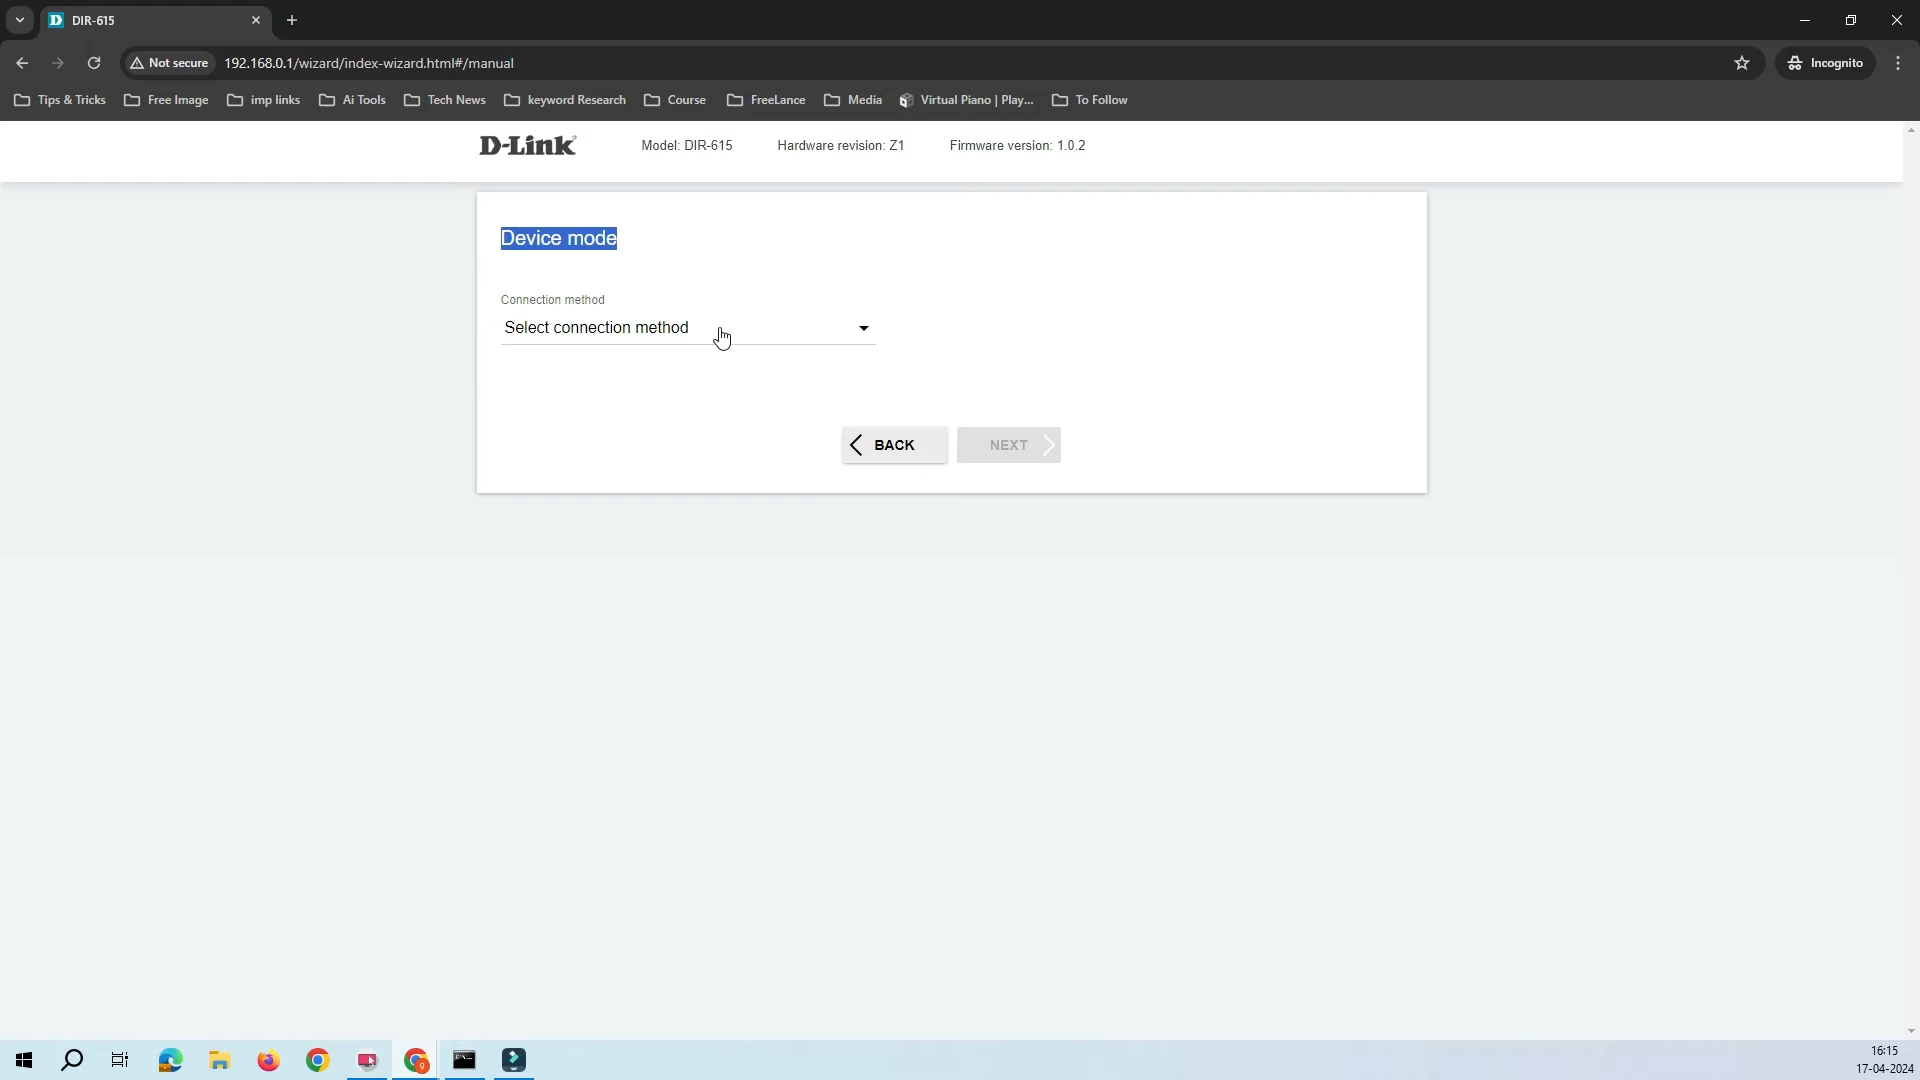 DIR-615
Not secure
192.168.0.1/wizard/index-wizard.html#/manual
Incognito
Tips & Tricks
Free Image
imp links
Ai Tools
Tech News
keyword Research
Course
FreeLance
Media
Virtual Piano | Play...
To Follow
D-Link
Model: DIR-615
Hardware revision: Z1
Firmware version: 1.0.2
Device mode
Connection method
Select connection method
BACK
NEXT
16:15
17-04-2024